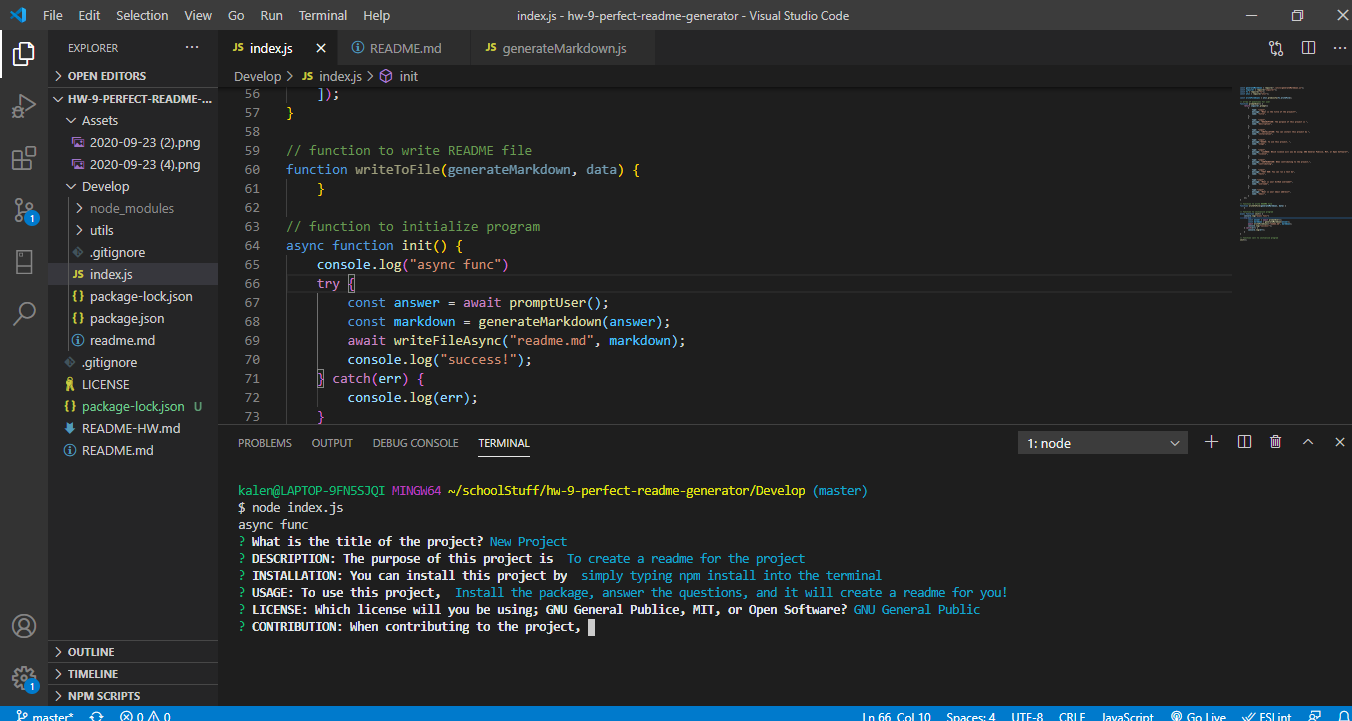 File Edit Selection View Go Run Terminal Help index.js - hw-9-perfect-readme-generator - Visual Studio Code
EXPLORER ...
JS index.js × README.md JS generateMarkdown.js ...
OPEN EDITORS
Develop > JS index.js > init
HW-9-PERFECT-README-...
Assets
2020-09-23 (2).png
2020-09-23 (4).png
Develop
node_modules
utils
.gitignore
JS index.js
{} package-lock.json
{} package.json
readme.md
.gitignore
LICENSE
{} package-lock.json U
README-HW.md
README.md
OUTLINE
TIMELINE
NPM SCRIPTS
1
1
56 ]);
57 }
58
59 // function to write README file
60 function writeToFile(generateMarkdown, data) {
61 }
62
63 // function to initialize program
64 async function init() {
65 console.log("async func")
66 try {
67 const answer = await promptUser();
68 const markdown = generateMarkdown(answer);
69 await writeFileAsync("readme.md", markdown);
70 console.log("success!");
71 } catch(err) {
72 console.log(err);
73 }
PROBLEMS OUTPUT DEBUG CONSOLE TERMINAL 1: node
kalen@LAPTOP-9FN5SJQI MINGW64 ~/schoolStuff/hw-9-perfect-readme-generator/Develop (master)
$ node index.js
async func
? What is the title of the project? New Project
? DESCRIPTION: The purpose of this project is To create a readme for the project
? INSTALLATION: You can install this project by simply typing npm install into the terminal
? USAGE: To use this project, Install the package, answer the questions, and it will create a readme for you!
? LICENSE: Which license will you be using; GNU General Publice, MIT, or Open Software? GNU General Public
? CONTRIBUTION: When contributing to the project,
master* 0 0 Ln 66, Col 10 Spaces: 4 UTF-8 CRLF JavaScript Go Live ESLint